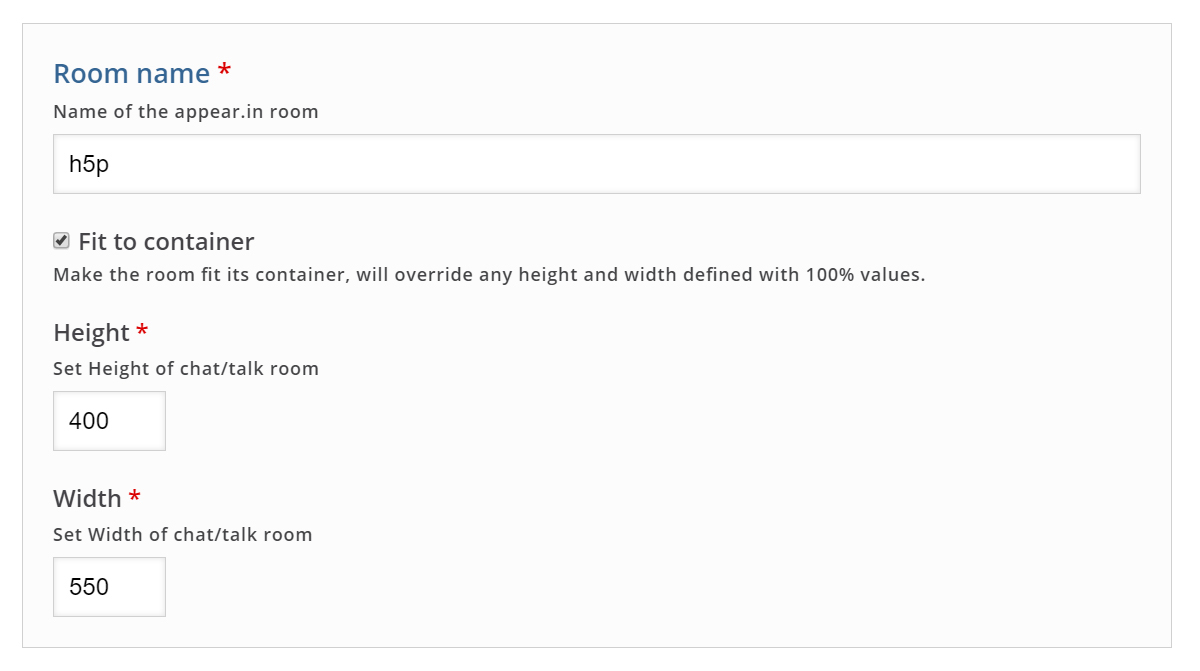 Room name *
Name of the appear.in room
h5p
Fit to container
Make the room fit its container, will override any height and width defined with 100% values.
Height *
Set Height of chat/talk room
400
Width *
Set Width of chat/talk room
550